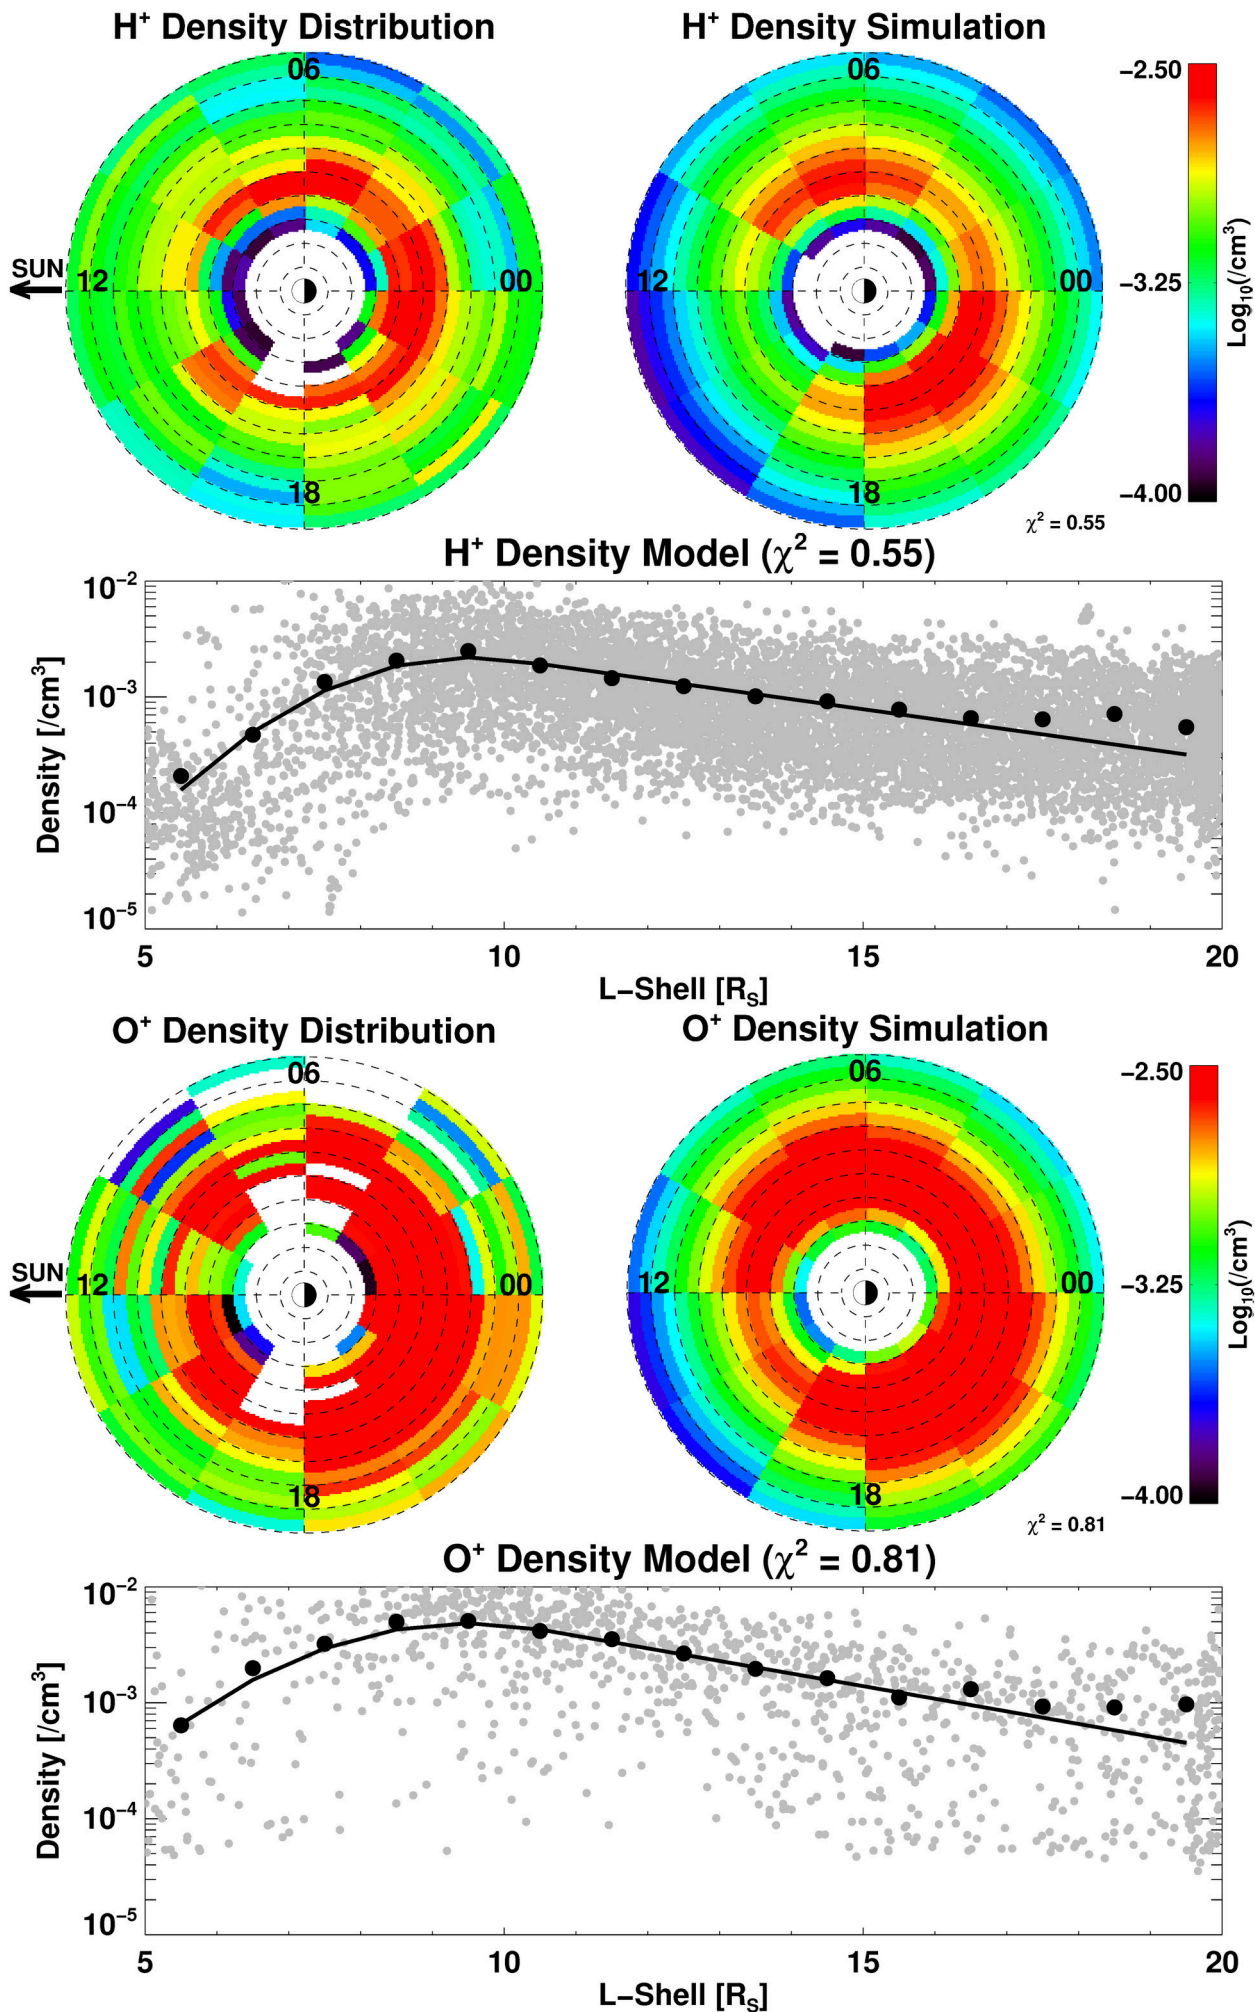 H⁺ Density Distribution
H⁺ Density Simulation
06
SUN
12
00
18
06
12
00
18
−2.50
−3.25
−4.00
Log₁₀(/cm³)
χ² = 0.55
H⁺ Density Model (χ² = 0.55)
10⁻²
10⁻³
10⁻⁴
10⁻⁵
Density [/cm³]
5
10
15
20
L−Shell [R_S]
O⁺ Density Distribution
O⁺ Density Simulation
06
SUN
12
00
18
06
12
00
18
−2.50
−3.25
−4.00
Log₁₀(/cm³)
χ² = 0.81
O⁺ Density Model (χ² = 0.81)
10⁻²
10⁻³
10⁻⁴
10⁻⁵
Density [/cm³]
5
10
15
20
L−Shell [R_S]